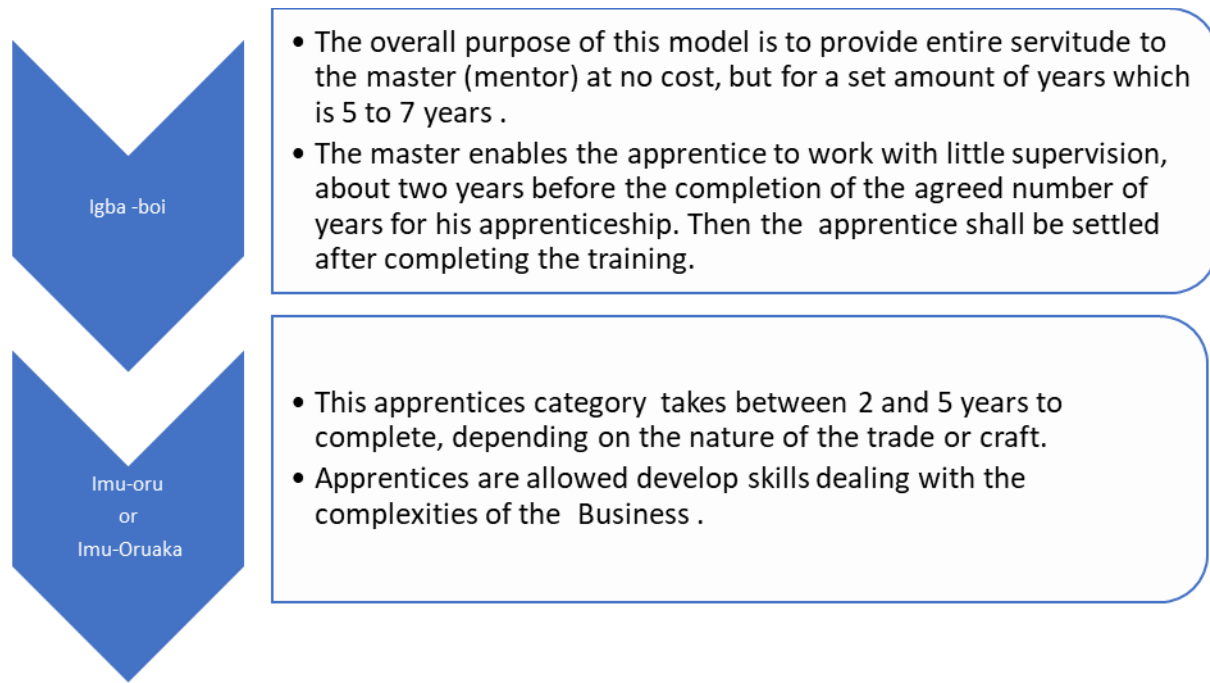 Igba -boi
• The overall purpose of this model is to provide entire servitude to
the master (mentor) at no cost, but for a set amount of years which
is 5 to 7 years .
• The master enables the apprentice to work with little supervision,
about two years before the completion of the agreed number of
years for his apprenticeship. Then the  apprentice shall be settled
after completing the training.
Imu-oru
or
Imu-Oruaka
• This apprentices category  takes between 2 and 5 years to
complete, depending on the nature of the trade or craft.
• Apprentices are allowed develop skills dealing with the
complexities of the  Business .